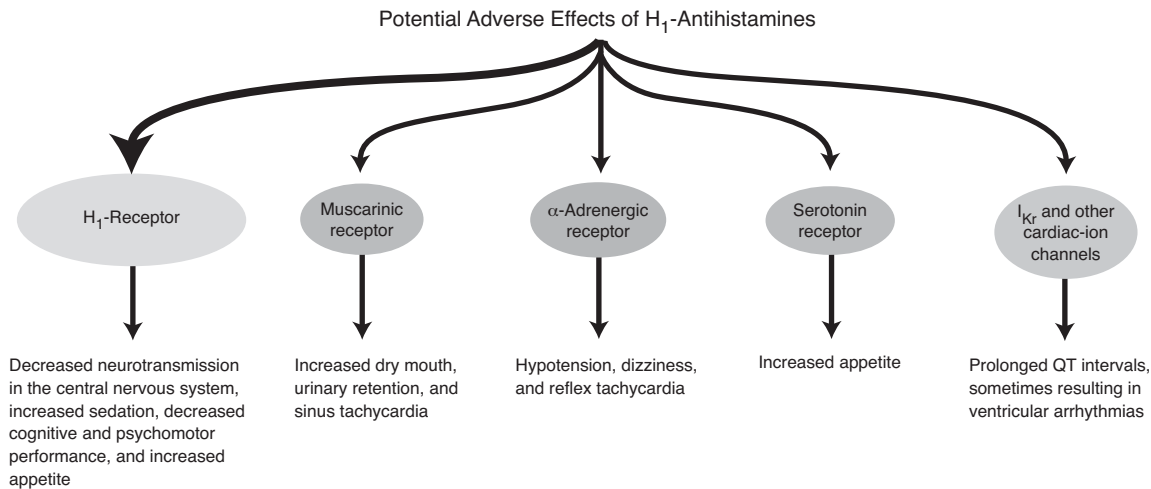 Potential Adverse Effects of H1-Antihistamines
H1-Receptor
Muscarinic
receptor
α-Adrenergic
receptor
Serotonin
receptor
IKr and other
cardiac-ion
channels
Decreased neurotransmission
in the central nervous system,
increased sedation, decreased
cognitive and psychomotor
performance, and increased
appetite
Increased dry mouth,
urinary retention, and
sinus tachycardia
Hypotension, dizziness,
and reflex tachycardia
Increased appetite
Prolonged QT intervals,
sometimes resulting in
ventricular arrhythmias